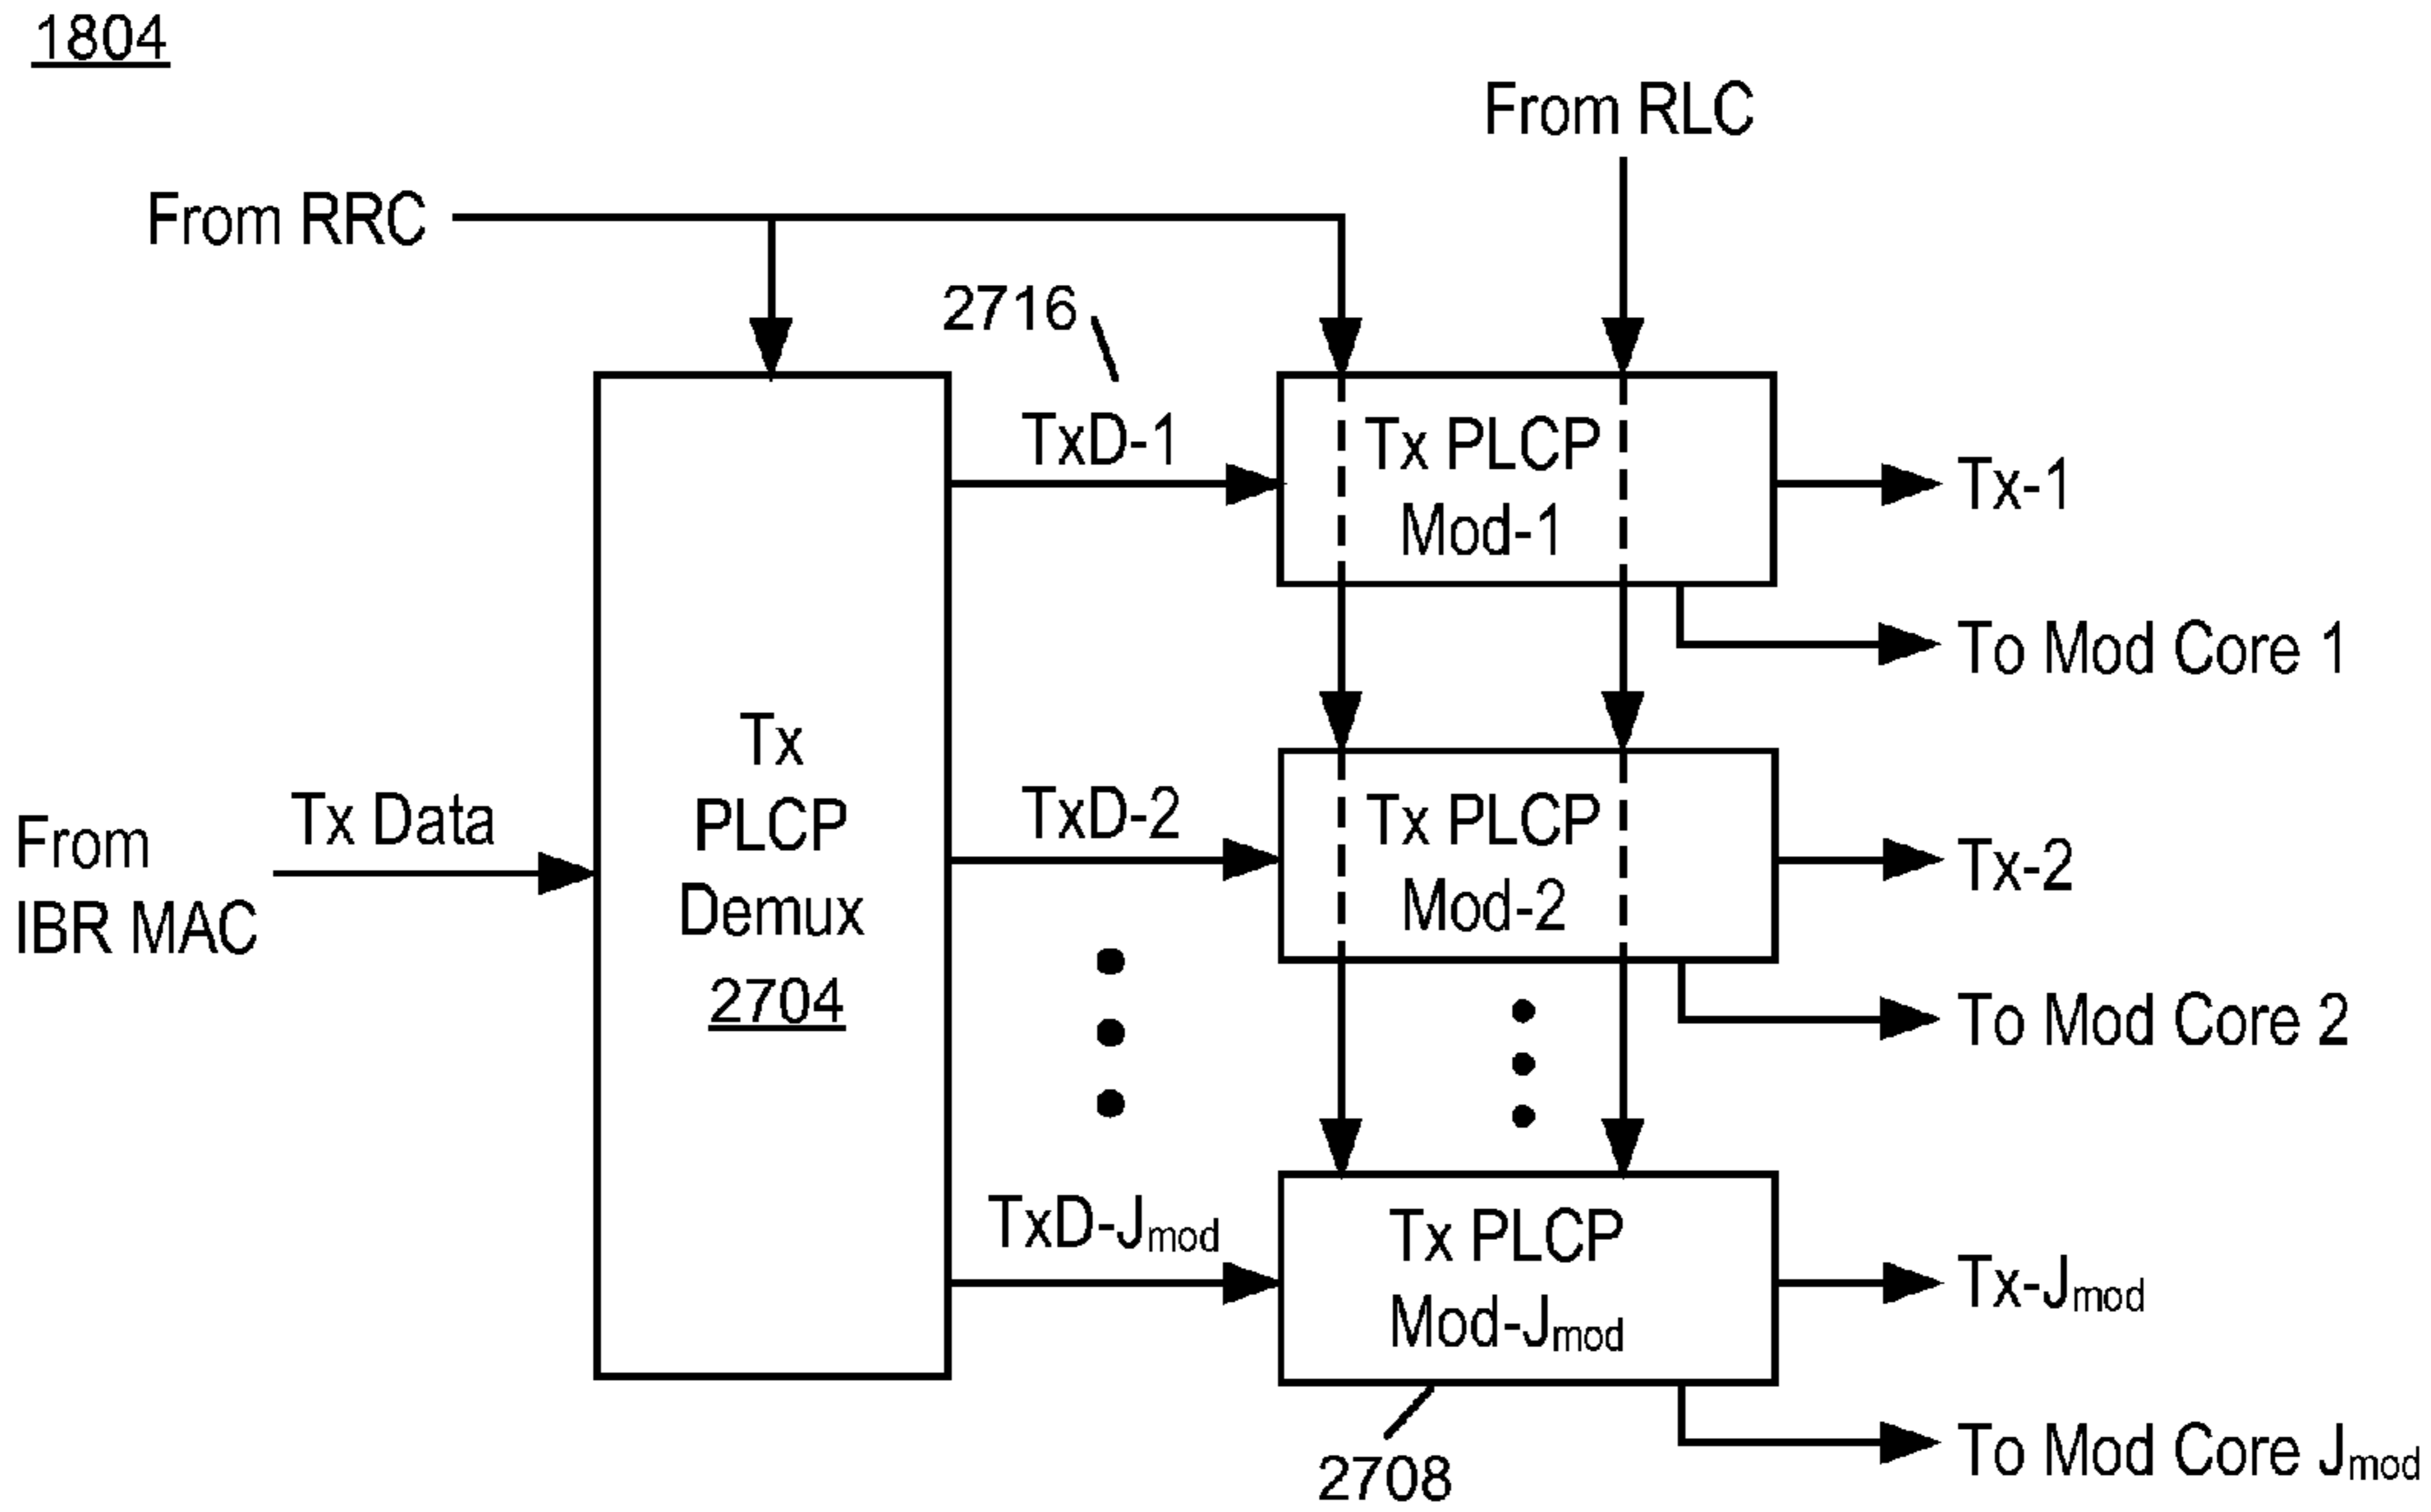 1804
From RLC
From RRC
2716
TxD-1
Tx PLCP
Mod-1
Tx-1
To Mod Core 1
Tx
PLCP
Demux
2704
From
IBR MAC
Tx Data
TxD-2
Tx PLCP
Mod-2
Tx-2
To Mod Core 2
TxD-Jmod
Tx PLCP
Mod-Jmod
Tx-Jmod
To Mod Core Jmod
2708